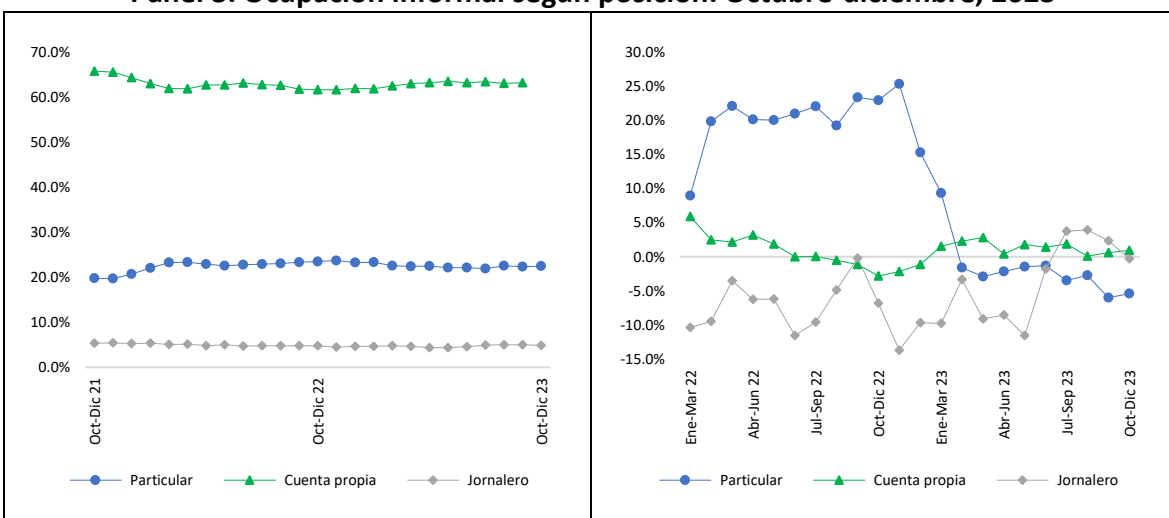 Panel Ocupación informal según posición. Octubre-diciembre, 2023
70.0%
60.0%
50.0%
40.0%
30.0%
20.0%
10.0%
0.0%
Oct-Dic 21
Oct-Dic 22
Oct-Dic 23
Particular
Cuenta propia
Jornalero
30.0%
25.0%
20.0%
15.0%
10.0%
5.0%
0.0%
-5.0%
-10.0%
-15.0%
Ene-Mar 22
Abr-Jun 22
Jul-Sep 22
Oct-Dic 22
Ene-Mar 23
Abr-Jun 23
Jul-Sep 23
Oct-Dic 23
Particular
Cuenta propia
Jornalero